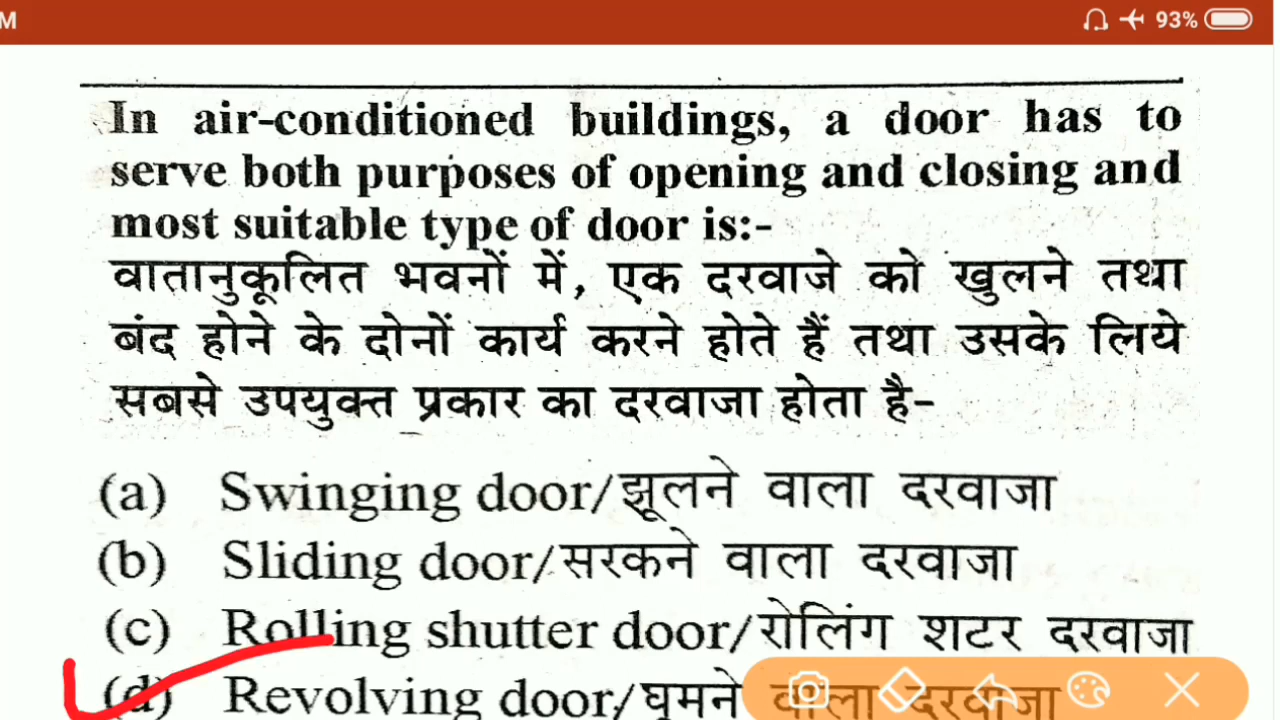 M
93%
In air-conditioned buildings, a door has to
serve both purposes of opening and closing and
most suitable type of door is:-
वातानुकूलित भवनों में, एक दरवाजे को खुलने तथा
बंद होने के दोनों कार्य करने होते हैं तथा उसके लिये
सबसे उपयुक्त प्रकार का दरवाजा होता है-
(a) Swinging door/झूलने वाला दरवाजा
(b) Sliding door/सरकने वाला दरवाजा
(c) Rolling shutter door/रोलिंग शटर दरवाजा
(d) Revolving door/घूमने वाला दरवाजा